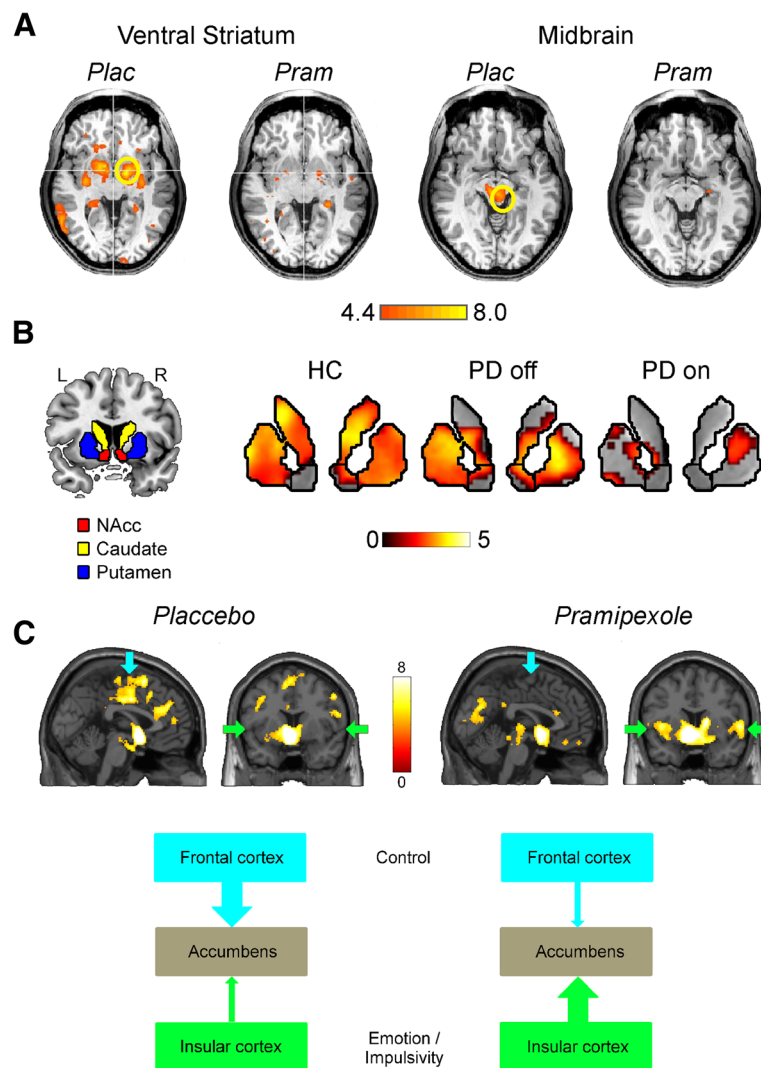 A
Ventral Striatum Midbrain
Plac Pram Plac Pram
4.4 8.0
B
L R HC PD off PD on
NAcc
Caudate
Putamen
0 5
C
Placcebo Pramipexole
8
0
Frontal cortex Control Frontal cortex
Accumbens Accumbens
Insular cortex Emotion / Insular cortex
Impulsivity